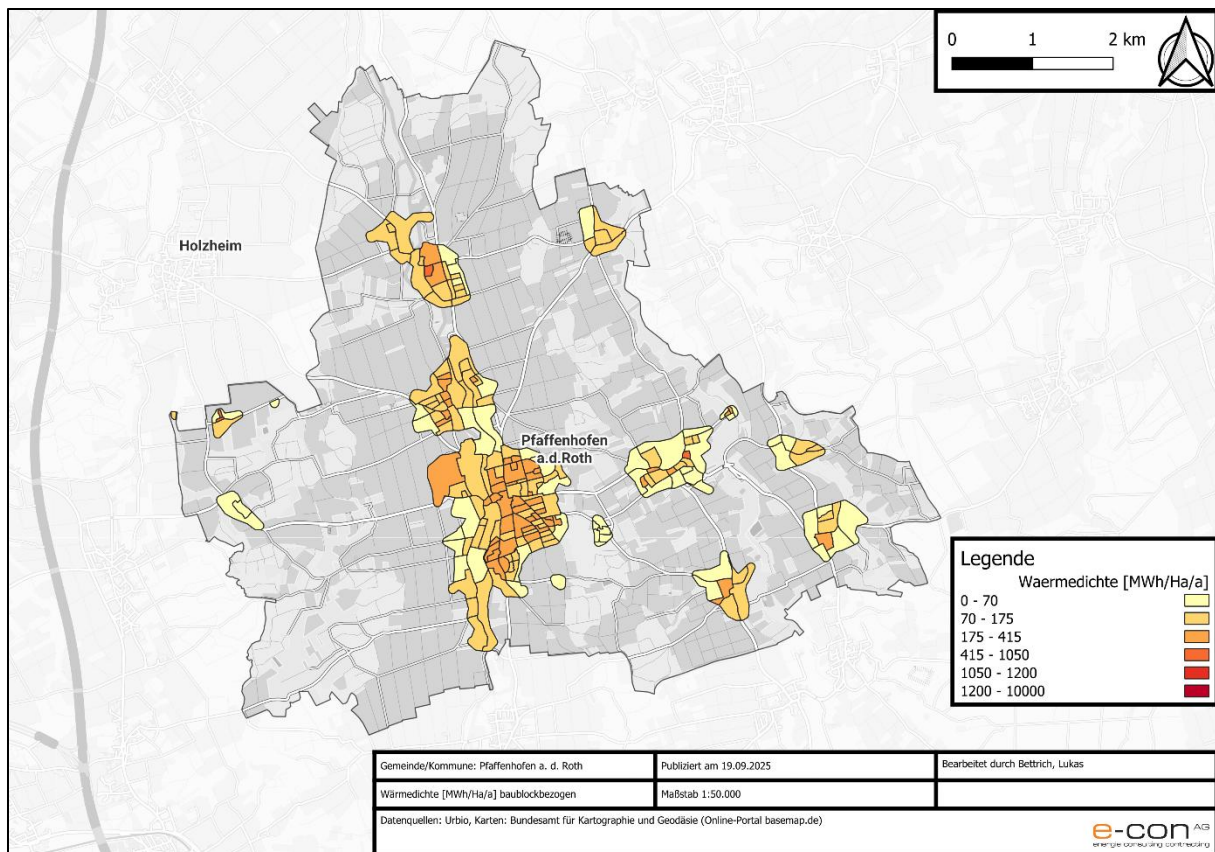 0 1 2 km
Holzheim
Pfaffenhofen
a.d.Roth
Legende
Waermedichte [MWh/Ha/a]
0 - 70
70 - 175
175 - 415
415 - 1050
1050 - 1200
1200 - 10000
Gemeinde/Kommune: Pfaffenhofen a. d. Roth
Publiziert am 19.09.2025
Bearbeitet durch Bettrich, Lukas
Wärmedichte [MWh/Ha/a] baublockbezogen
Maßstab 1:50.000
Datenquellen: Urbio, Karten: Bundesamt für Kartographie und Geodäsie (Online-Portal basemap.de)
e-con AG
energie consulting contracting